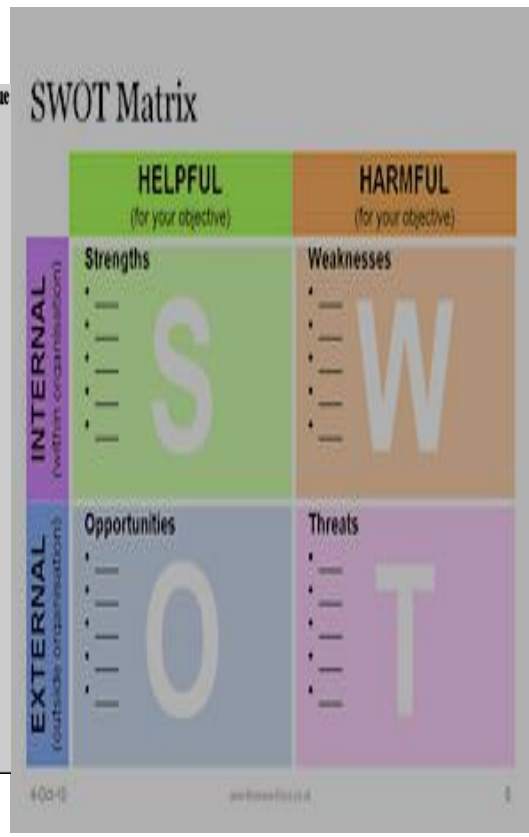 SWOT Matrix
HELPFUL
(for your objective)
HARMFUL
(for your objective)
INTERNAL
(within organisation)
Strengths
Weaknesses
EXTERNAL
(outside organisation)
Opportunities
Threats